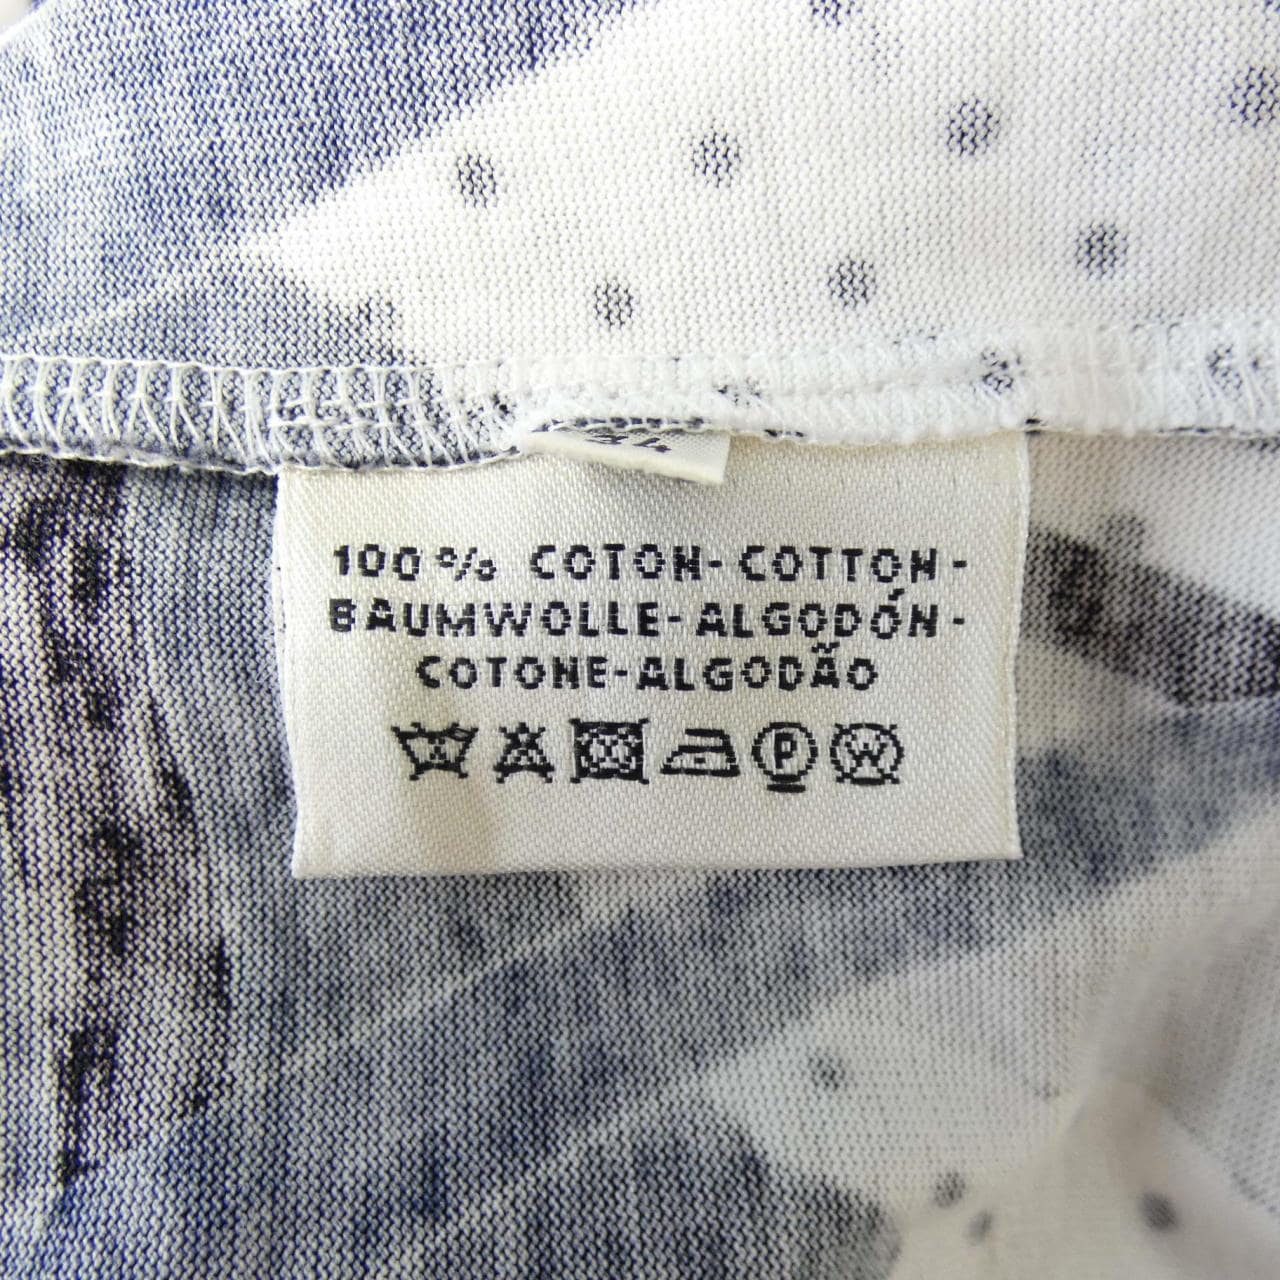 100% COTON-COTTON-
BAUMWOLLE-ALGODÓN-
COTONE-ALGODÃO
P W